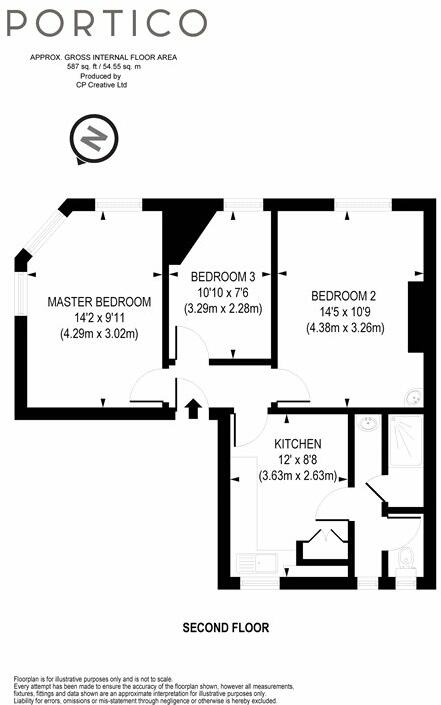 PORTICO
APPROX. GROSS INTERNAL FLOOR AREA
587 sq. ft / 54.55 sq. m
Produced by
CP Creative Ltd
N
MASTER BEDROOM
14'2 x 9'11
(4.29m x 3.02m)
BEDROOM 3
10'10 x 7'6
(3.29m x 2.28m)
BEDROOM 2
14'5 x 10'9
(4.38m x 3.26m)
KITCHEN
12' x 8'8
(3.63m x 2.63m)
SECOND FLOOR
Floorplan is for illustrative purposes only and is not to scale.
Every attempt has been made to ensure the accuracy of the floorplan shown, however all measurements,
fixtures, fittings and data shown are an approximate interpretation for illustrative purposes only.
Liability for errors, omissions or mis-statement through negligence or otherwise is hereby excluded.